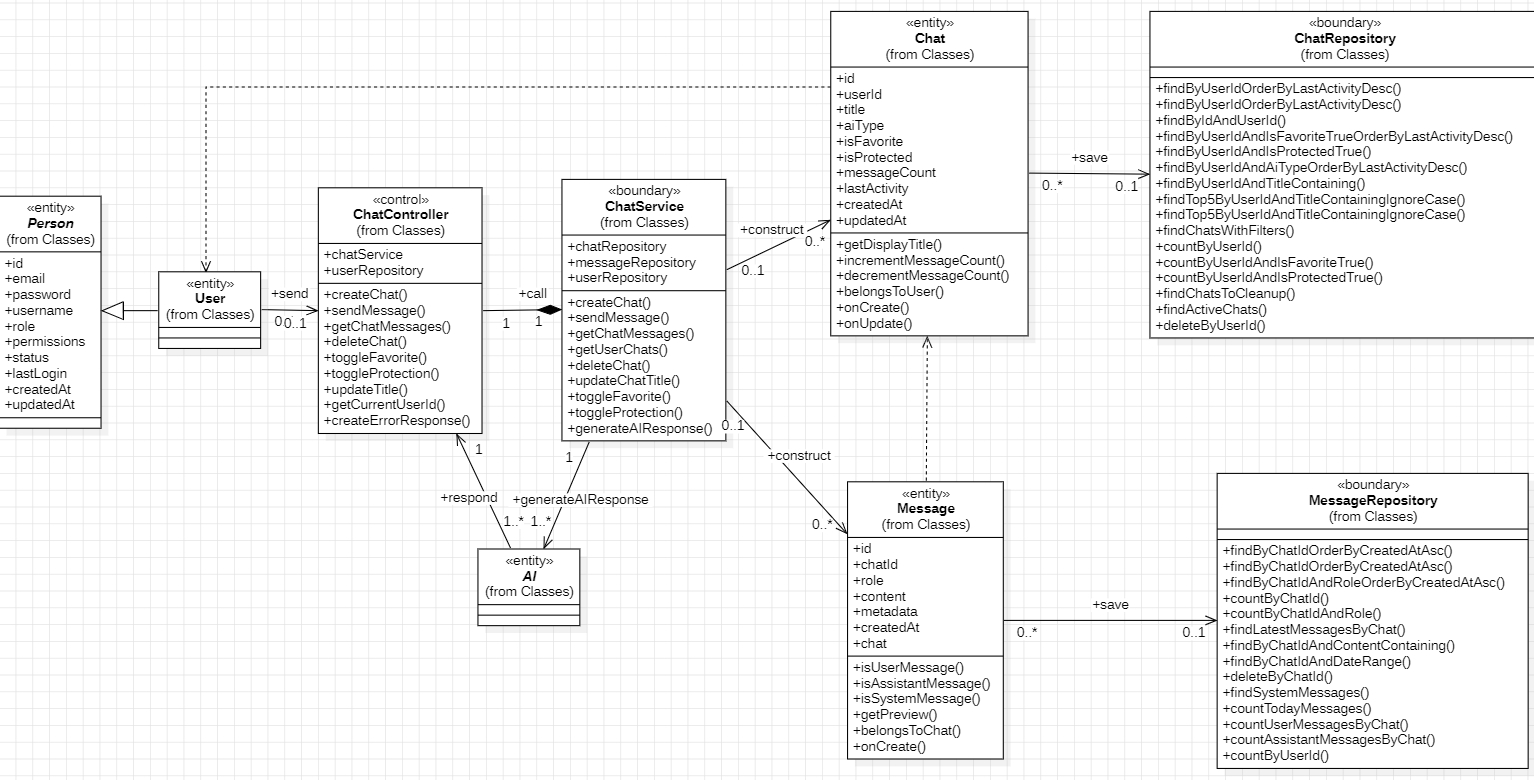 «entity»
Person
(from Classes)
+id
+email
+password
+username
+role
+permissions
+status
+lastLogin
+createdAt
+updatedAt
«entity»
User
(from Classes)
+send
0..1
«control»
ChatController
(from Classes)
+chatService
+userRepository
+createChat()
+sendMessage()
+getChatMessages()
+deleteChat()
+toggleFavorite()
+toggleProtection()
+updateTitle()
+getCurrentUserId()
+createErrorResponse()
+call
1
1
«boundary»
ChatService
(from Classes)
+chatRepository
+messageRepository
+userRepository
+createChat()
+sendMessage()
+getChatMessages()
+getUserChats()
+deleteChat()
+updateChatTitle()
+toggleFavorite()
+toggleProtection()
+generateAIResponse()
1
1
+respond
+generateAIResponse
1..*
1..*
«entity»
AI
(from Classes)
+construct
0..*
0..1
«entity»
Chat
(from Classes)
+id
+userId
+title
+aiType
+isFavorite
+isProtected
+messageCount
+lastActivity
+createdAt
+updatedAt
+getDisplayTitle()
+incrementMessageCount()
+decrementMessageCount()
+belongsToUser()
+onCreate()
+onUpdate()
+save
0..*
0..1
«boundary»
ChatRepository
(from Classes)
+findByUserIdOrderByLastActivityDesc()
+findByUserIdOrderByLastActivityDesc()
+findByIdAndUserId()
+findByUserIdAndIsFavoriteTrueOrderByLastActivityDesc()
+findByUserIdAndIsProtectedTrue()
+findByUserIdAndAiTypeOrderByLastActivityDesc()
+findByUserIdAndTitleContaining()
+findTop5ByUserIdAndTitleContainingIgnoreCase()
+findTop5ByUserIdAndTitleContainingIgnoreCase()
+findChatsWithFilters()
+countByUserId()
+countByUserIdAndIsFavoriteTrue()
+countByUserIdAndIsProtectedTrue()
+findChatsToCleanup()
+findActiveChats()
+deleteByUserId()
0..1
+construct
0..*
«entity»
Message
(from Classes)
+id
+chatId
+role
+content
+metadata
+createdAt
+chat
+isUserMessage()
+isAssistantMessage()
+isSystemMessage()
+getPreview()
+belongsToChat()
+onCreate()
+save
0..*
0..1
«boundary»
MessageRepository
(from Classes)
+findByChatIdOrderByCreatedAtAsc()
+findByChatIdOrderByCreatedAtAsc()
+findByChatIdAndRoleOrderByCreatedAtAsc()
+countByChatId()
+countByChatIdAndRole()
+findLatestMessagesByChat()
+findByChatIdAndContentContaining()
+findByChatIdAndDateRange()
+deleteByChatId()
+findSystemMessages()
+countTodayMessages()
+countUserMessagesByChat()
+countAssistantMessagesByChat()
+countByUserId()